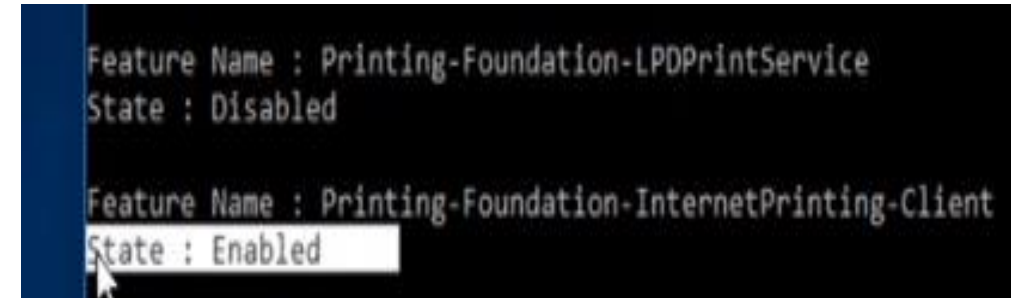 Feature Name : Printing-Foundation-LPDPrintService
State : Disabled
Feature Name : Printing-Foundation-InternetPrinting-Client
State : Enabled